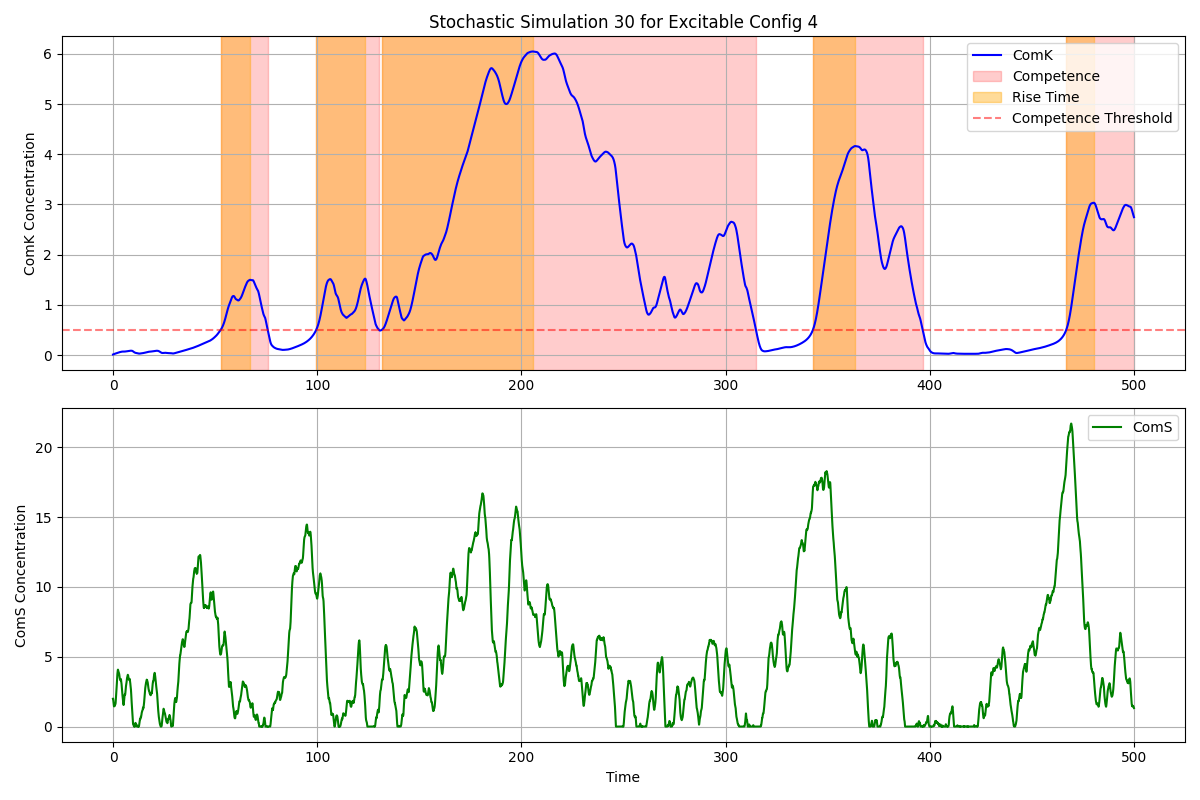 Stochastic Simulation 30 for Excitable Config 4
ComK Concentration
6
5
4
3
2
1
0
ComK
Competence
Rise Time
Competence Threshold
0 100 200 300 400 500
ComS Concentration
20
15
10
5
0
ComS
0 100 200 300 400 500
Time